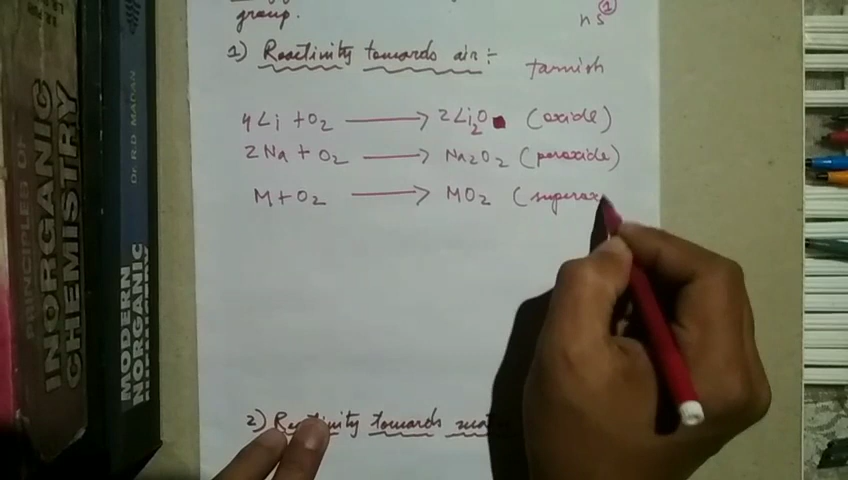 group.
ns①
1) Reactivity towards air :-
tarnish
4Li + O2 ⟶ 2Li2O (oxide)
2Na + O2 ⟶ Na2O2 (peroxide)
M + O2 ⟶ MO2 (superox
2) Reactivity towards
PRINCIPLES OF INORGANIC CHEMISTRY
MODERN INORGANIC
Dr. R.D. MADAN